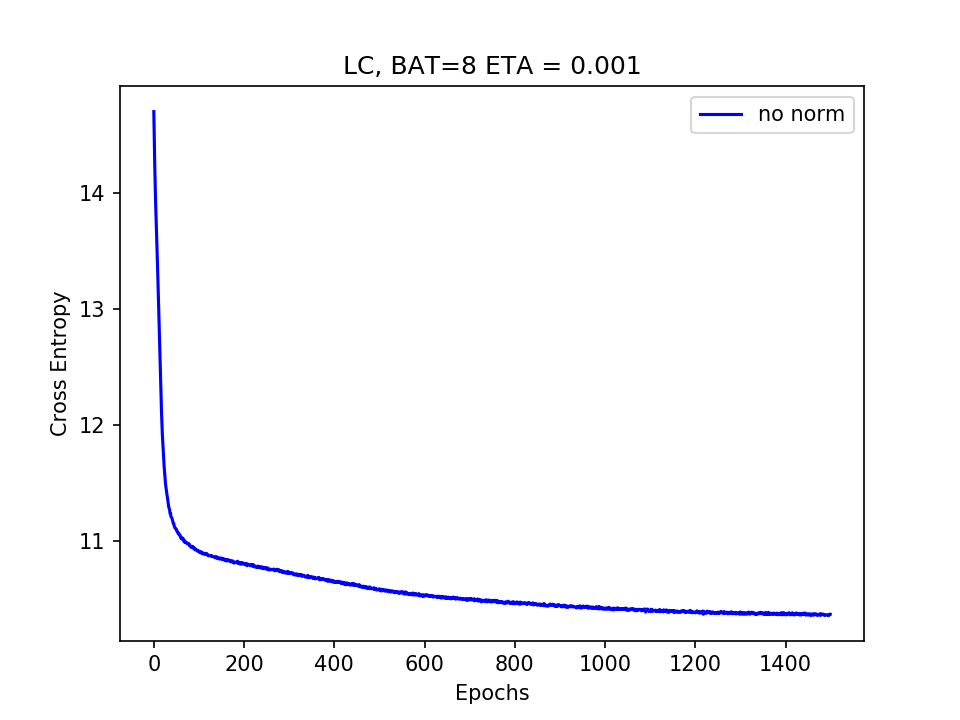 LC, BAT=8 ETA = 0.001
no norm
Cross Entropy
14
13
12
11
0 200 400 600 800 1000 1200 1400
Epochs